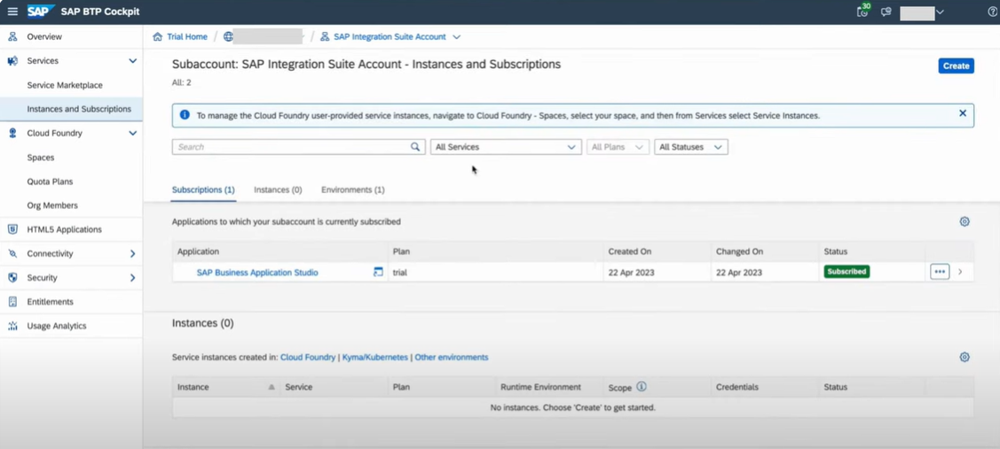 SAP SAP BTP Cockpit 30
Overview
Services
Service Marketplace
Instances and Subscriptions
Cloud Foundry
Spaces
Quota Plans
Org Members
HTML5 Applications
Connectivity
Security
Entitlements
Usage Analytics
Trial Home / / SAP Integration Suite Account
Subaccount: SAP Integration Suite Account - Instances and Subscriptions
Create
All: 2
To manage the Cloud Foundry user-provided service instances, navigate to Cloud Foundry - Spaces, select your space, and then from Services select Service Instances.
Search All Services All Plans All Statuses
Subscriptions (1) Instances (0) Environments (1)
Applications to which your subaccount is currently subscribed
Application Plan Created On Changed On Status
SAP Business Application Studio trial 22 Apr 2023 22 Apr 2023 Subscribed
Instances (0)
Service instances created in: Cloud Foundry | Kyma/Kubernetes | Other environments
Instance Service Plan Runtime Environment Scope Credentials Status
No instances. Choose 'Create' to get started.